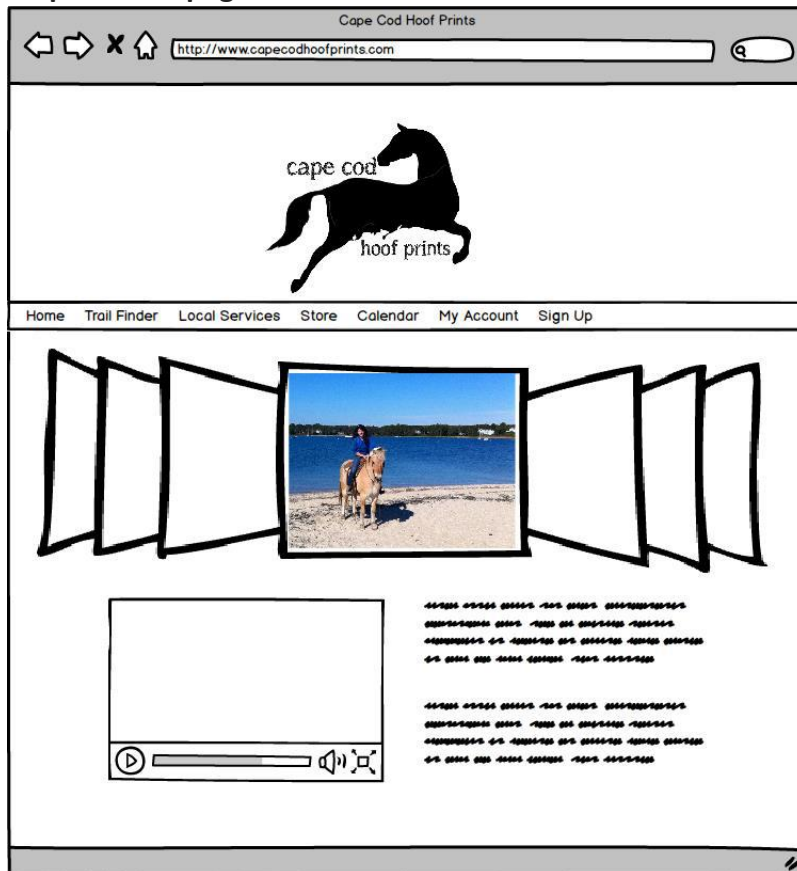 Cape Cod Hoof Prints
http://www.capecodhoofprints.com
cape cod
hoof prints
Home Trail Finder Local Services Store Calendar My Account Sign Up